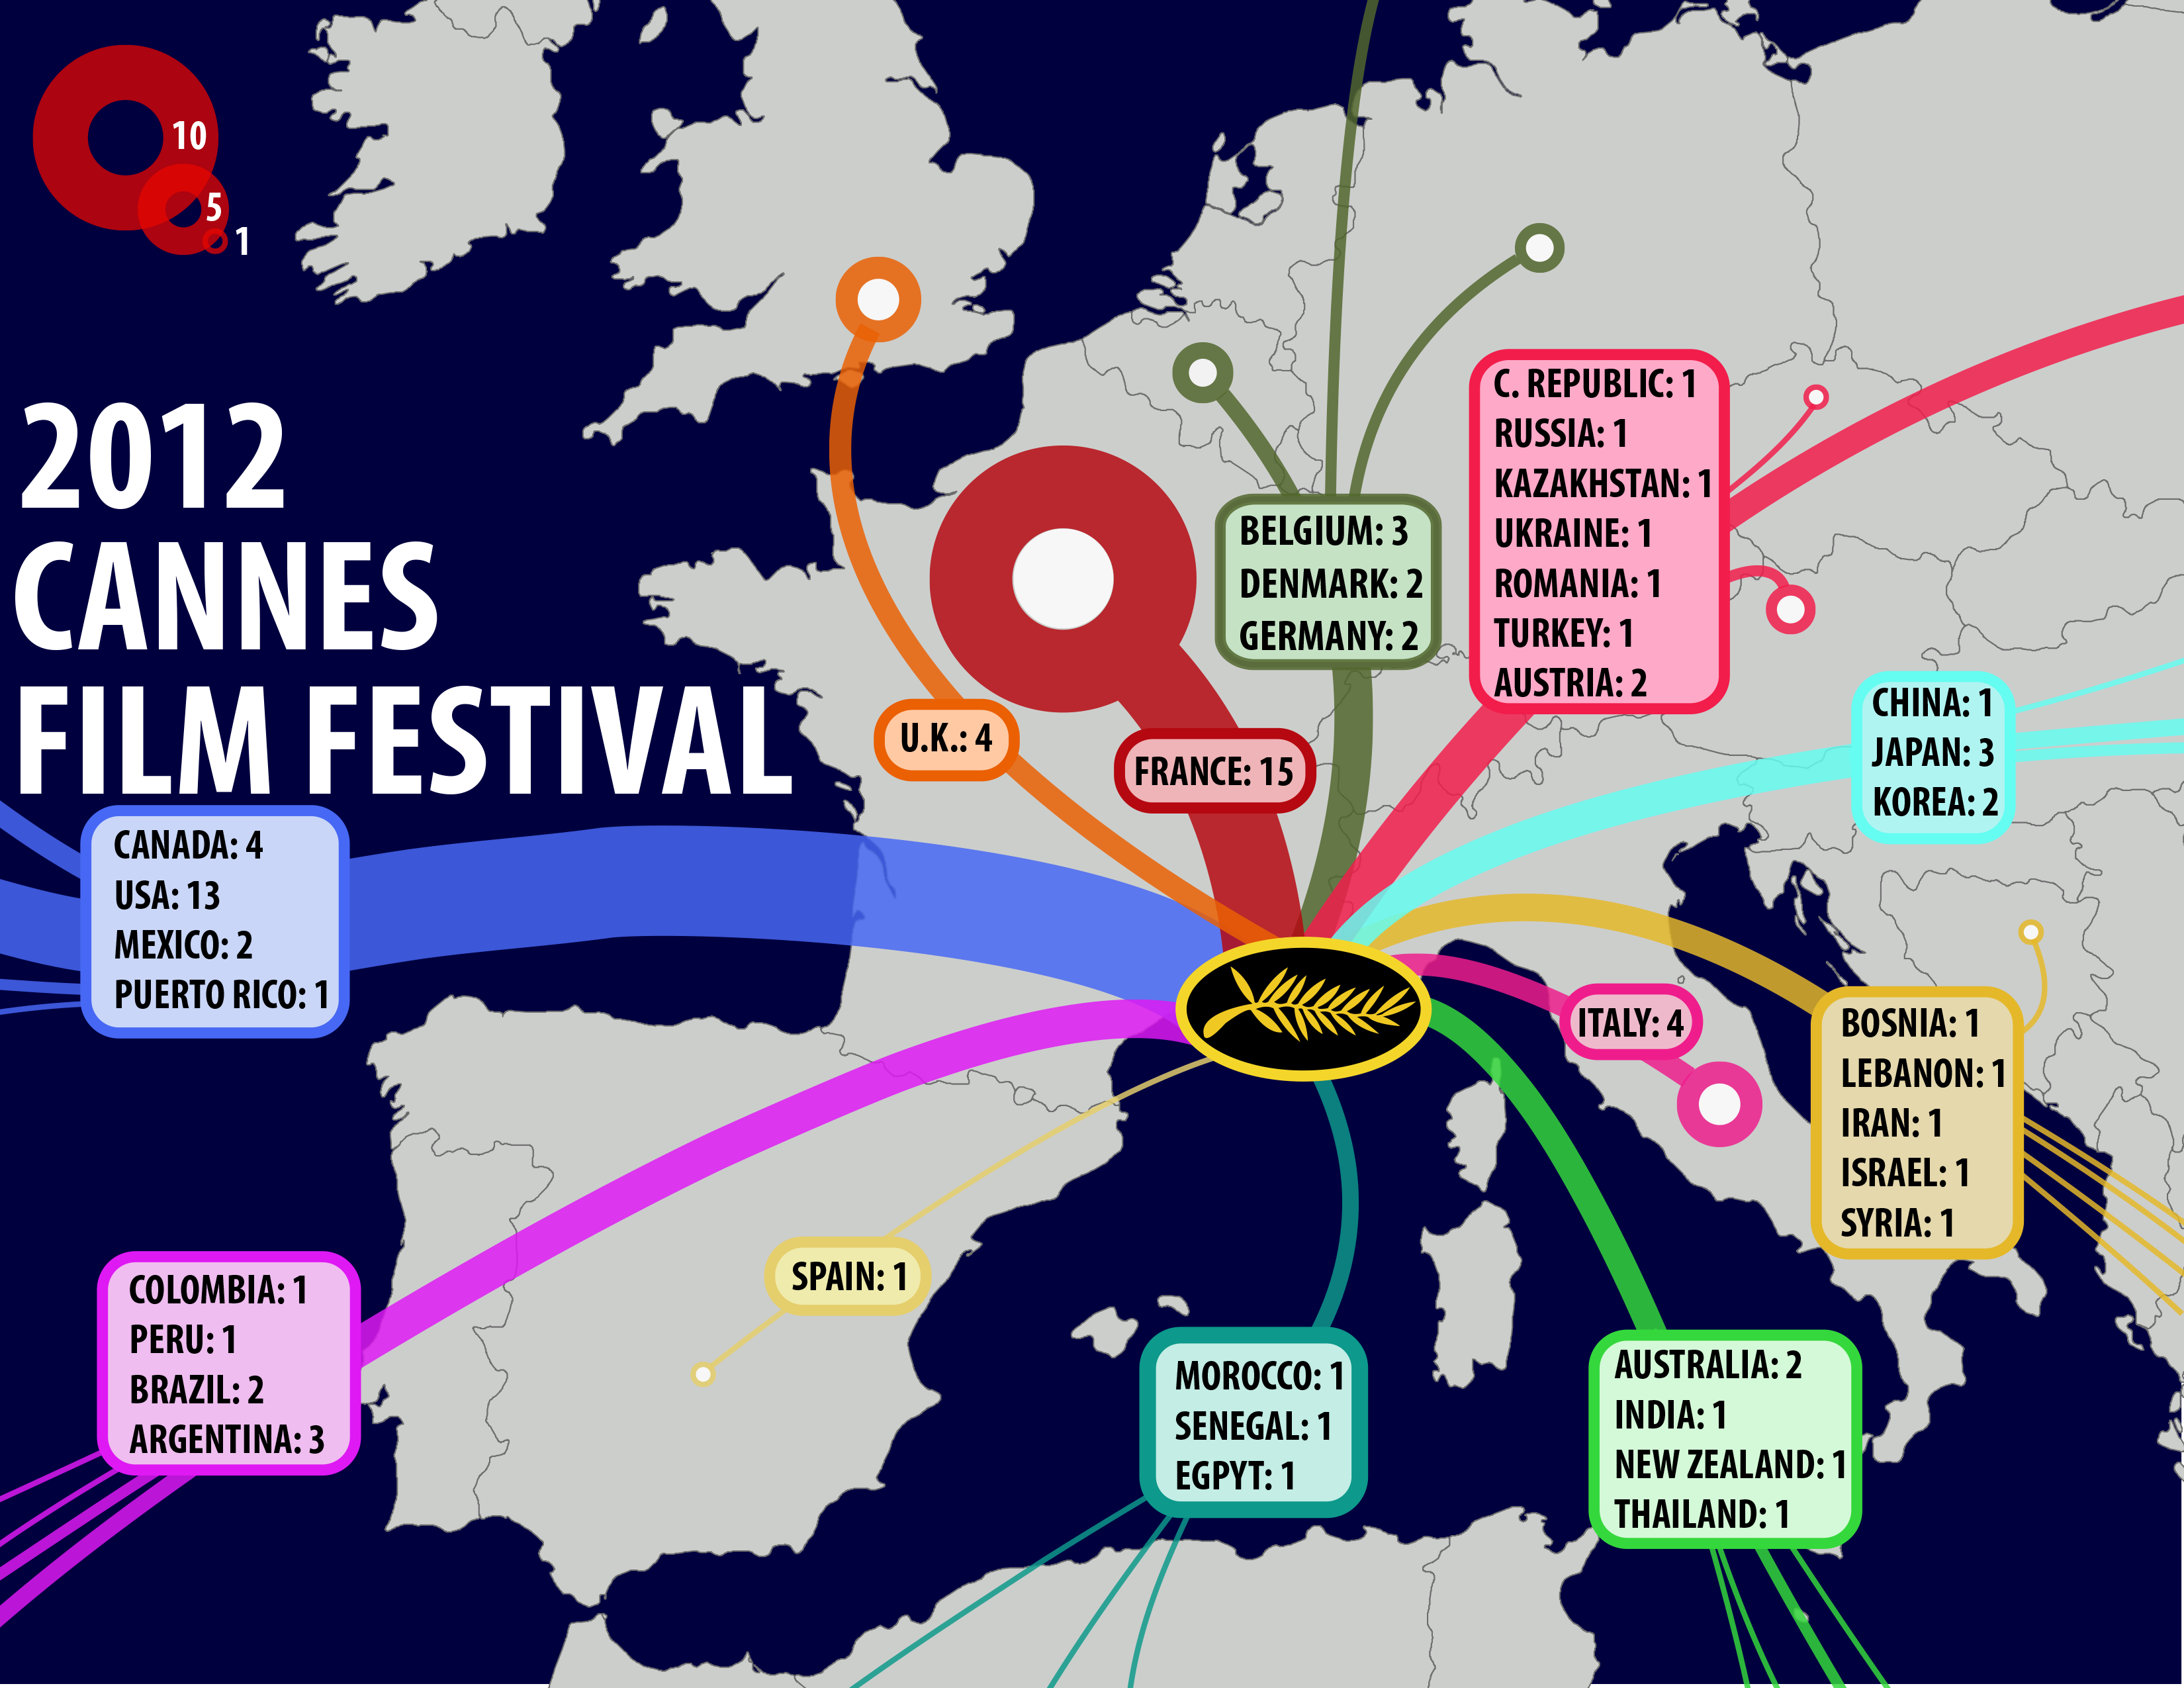 10
5
1
2012
CANNES
FILM FESTIVAL
C. REPUBLIC: 1
RUSSIA: 1
KAZAKHSTAN: 1
UKRAINE: 1
ROMANIA: 1
TURKEY: 1
AUSTRIA: 2
BELGIUM: 3
DENMARK: 2
GERMANY: 2
U.K.: 4
FRANCE: 15
CHINA: 1
JAPAN: 3
KOREA: 2
CANADA: 4
USA: 13
MEXICO: 2
PUERTO RICO: 1
ITALY: 4
BOSNIA: 1
LEBANON: 1
IRAN: 1
ISRAEL: 1
SYRIA: 1
SPAIN: 1
COLOMBIA: 1
PERU: 1
BRAZIL: 2
ARGENTINA: 3
MOROCCO: 1
SENEGAL: 1
EGPYT: 1
AUSTRALIA: 2
INDIA: 1
NEW ZEALAND: 1
THAILAND: 1